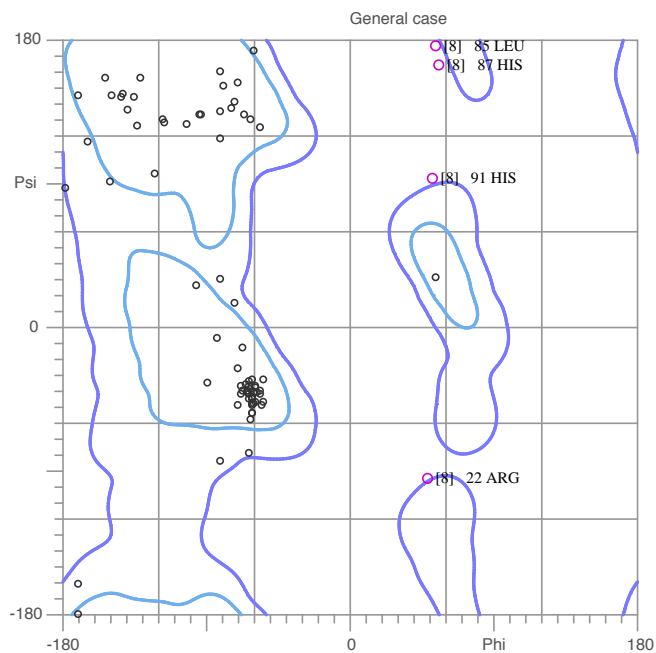 General case
180
[8] 85 LEU
[8] 87 HIS
Psi
[8] 91 HIS
0
[8] 22 ARG
-180
-180 0 Phi 180